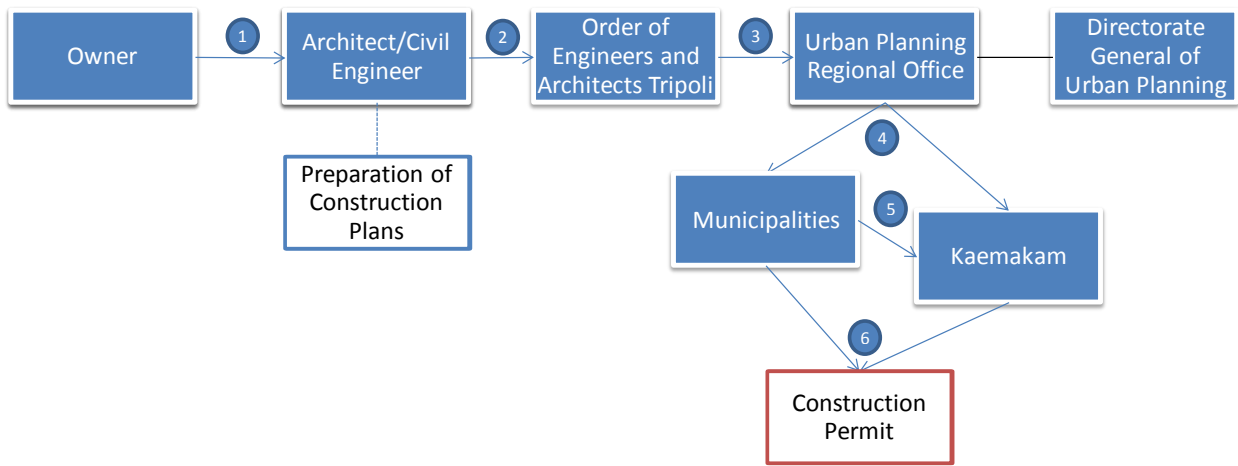 Owner
1
Architect/Civil
Engineer
2
Order of
Engineers and
Architects Tripoli
3
Urban Planning
Regional Office
Directorate
General of
Urban Planning
Preparation of
Construction
Plans
4
Municipalities
5
Kaemakam
6
Construction
Permit